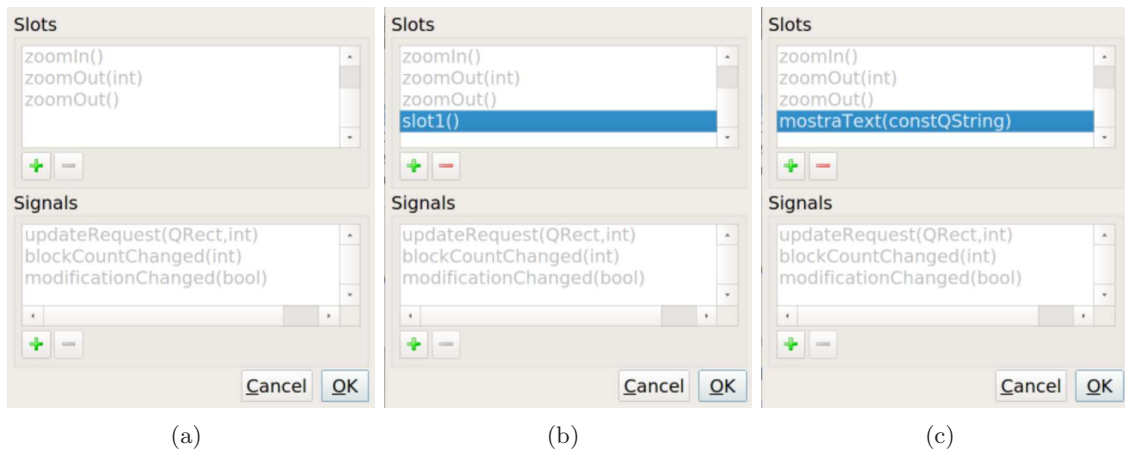 Slots
zoomIn()
zoomOut(int)
zoomOut()
Signals
updateRequest(QRect,int)
blockCountChanged(int)
modificationChanged(bool)
Cancel OK
(a)
Slots
zoomIn()
zoomOut(int)
zoomOut()
slot1()
Signals
updateRequest(QRect,int)
blockCountChanged(int)
modificationChanged(bool)
Cancel OK
(b)
Slots
zoomIn()
zoomOut(int)
zoomOut()
mostraText(constQString)
Signals
updateRequest(QRect,int)
blockCountChanged(int)
modificationChanged(bool)
Cancel OK
(c)